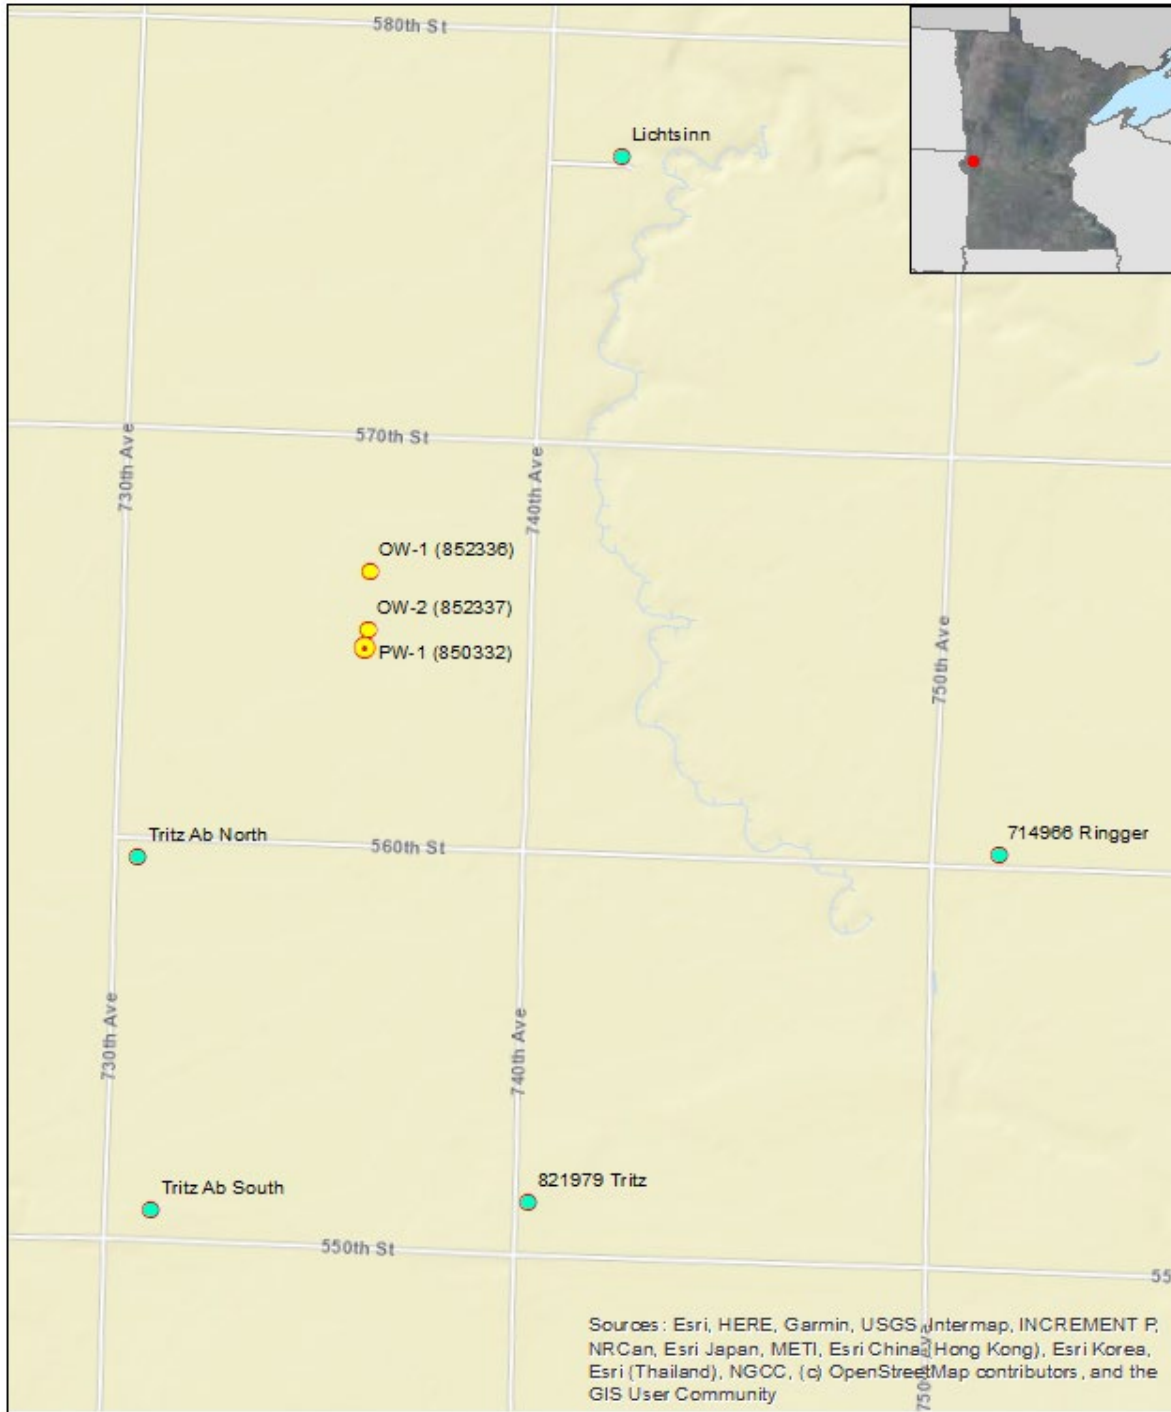 580th St
Lichtsinn
730th Ave
570th St
740th Ave
OW-1 (852336)
OW-2 (852337)
PW-1 (850332)
750th Ave
Tritz Ab North
560th St
714966 Ringger
730th Ave
740th Ave
Tritz Ab South
821979 Tritz
550th St
55
750th Ave
Sources: Esri, HERE, Garmin, USGS, Intermap, INCREMENT P,
NRCan, Esri Japan, METI, Esri China (Hong Kong), Esri Korea,
Esri (Thailand), NGCC, (c) OpenStreetMap contributors, and the
GIS User Community